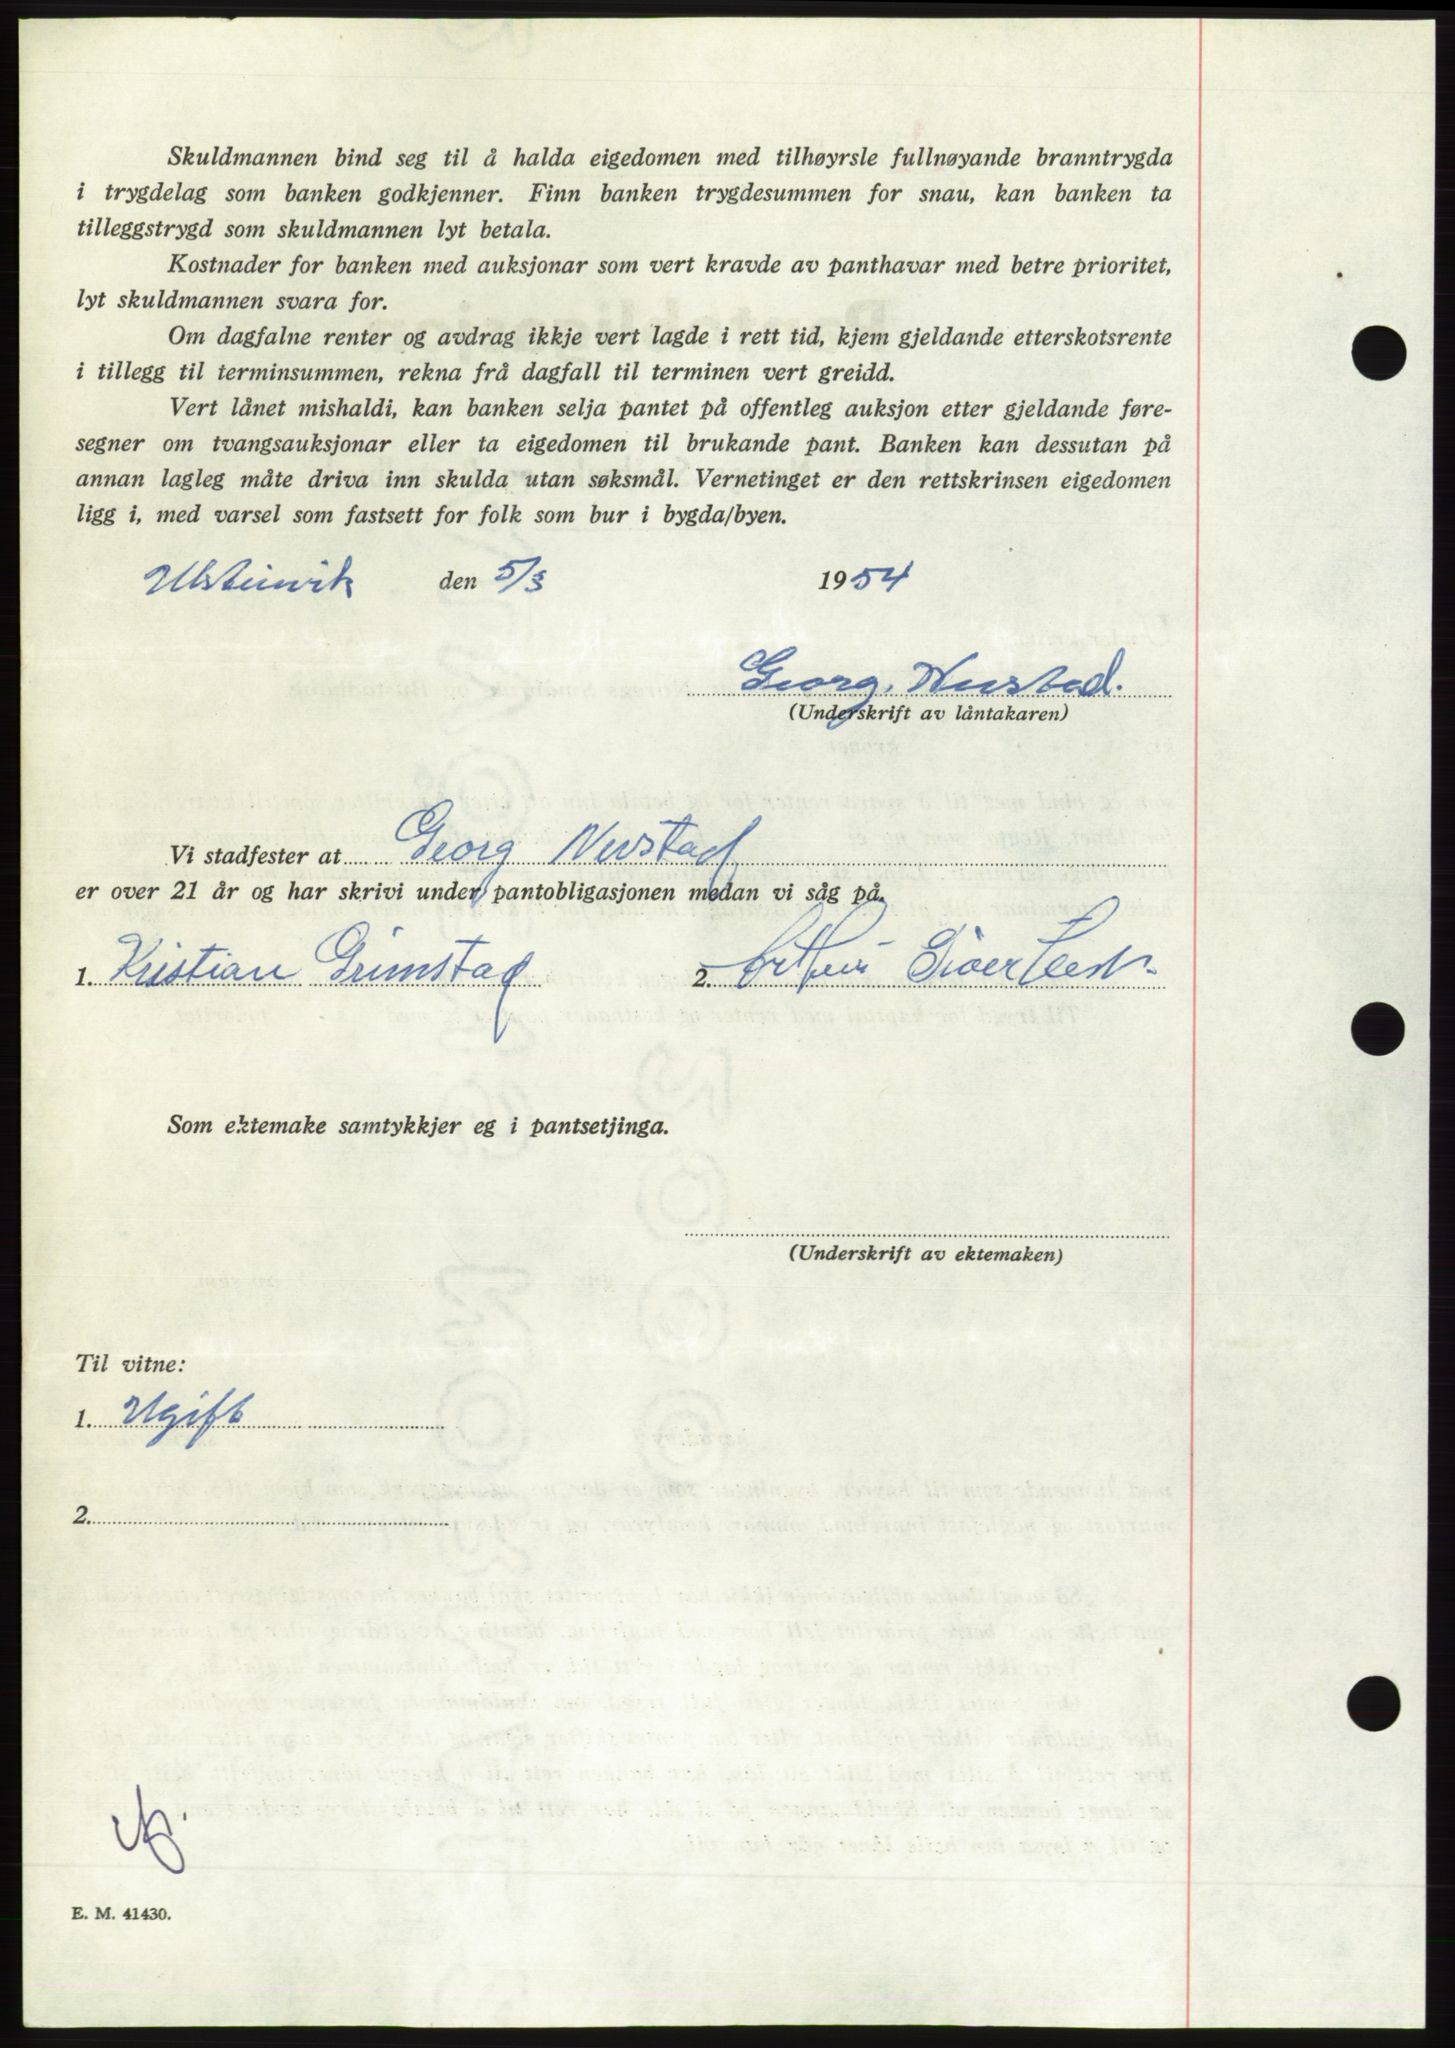 Skuldmannen bind seg til å halda eigedomen med tilhøyrsle fullnøyande branntrygda
i trygdelag som banken godkjenner. Finn banken trygdesummen for snau, kan banken ta
tilleggstrygd som skuldmannen lyt betala.
Kostnader for banken med auksjonar som vert kravde av panthavar med betre prioritet,
lyt skuldmannen svara for.
Om dagfalne renter og avdrag ikkje vert lagde i rett tid, kjem gjeldande etterskotsrente
i tillegg til terminsummen, rekna frå dagfall til terminen vert greidd.
Vert lånet mishaldi, kan banken selja pantet på offentleg auksjon etter gjeldande føre-
segner om tvangsauksjonar eller ta eigedomen til brukande pant. Banken kan dessutan på
annan lagleg måte driva inn skulda utan søksmål. Vernetinget er den rettskrinsen eigedomen
ligg i, med varsel som fastsett for folk som bur i bygda/byen.
Ulsteinvik den 5/3 1954
Georg Nerstad.
(Underskrift av låntakaren)
Vi stadfester at Georg Nerstad
er over 21 år og har skrivi under pantobligasjonen medan vi såg på.
1. Kristian Grimstad 2. Arthur
Som ektemake samtykkjer eg i pantsetjinga.
(Underskrift av ektemaken)
Til vitne:
1. Ugift
2.
E. M. 41430.